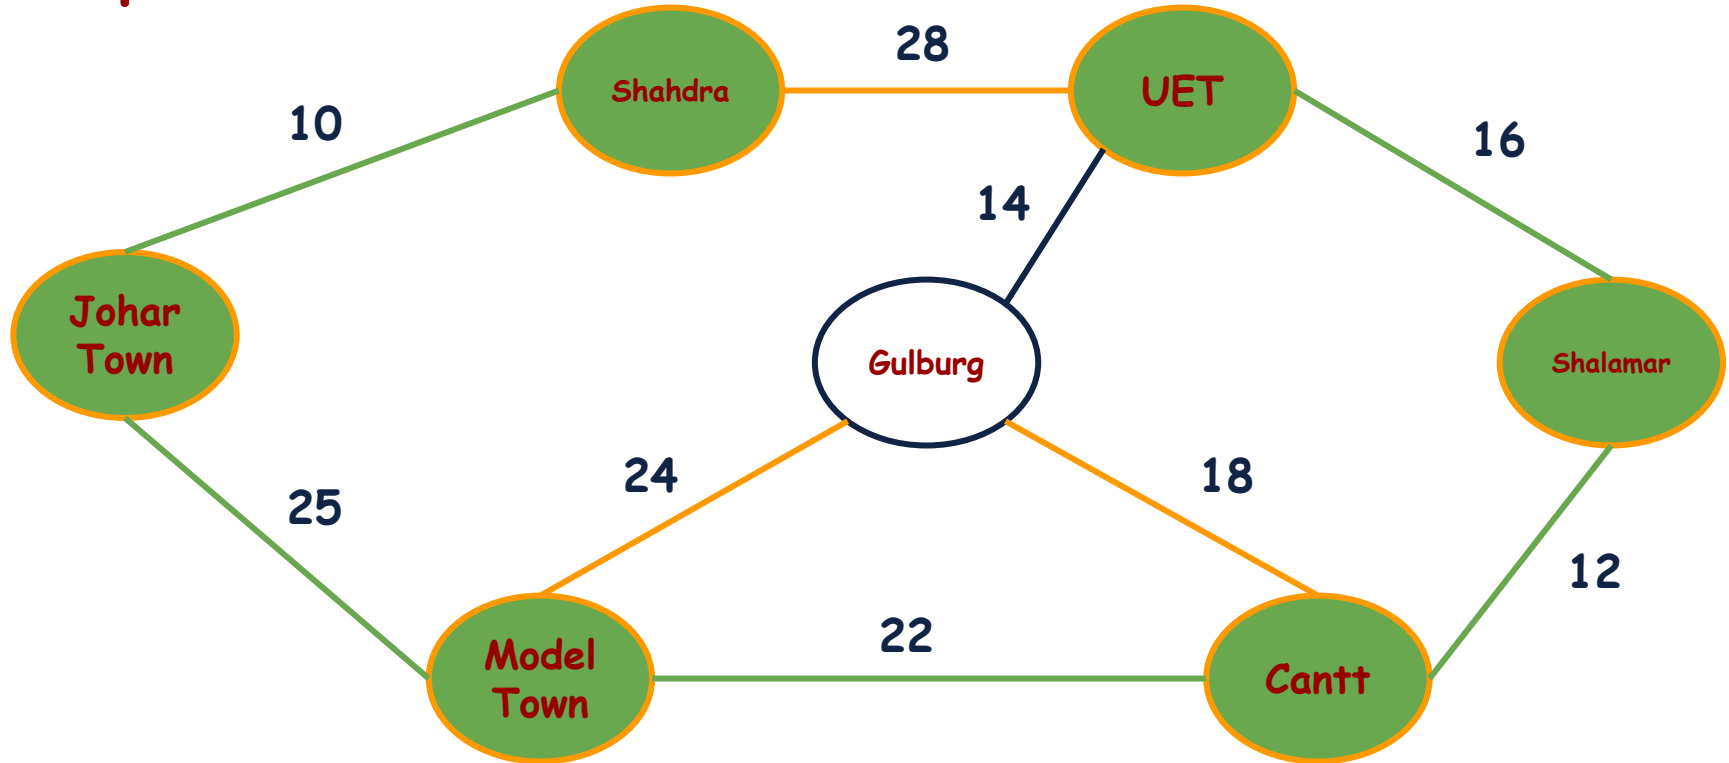 28
Shahdra
UET
10
16
14
Johar
Town
Gulburg
Shalamar
24
18
25
12
22
Model
Town
Cantt